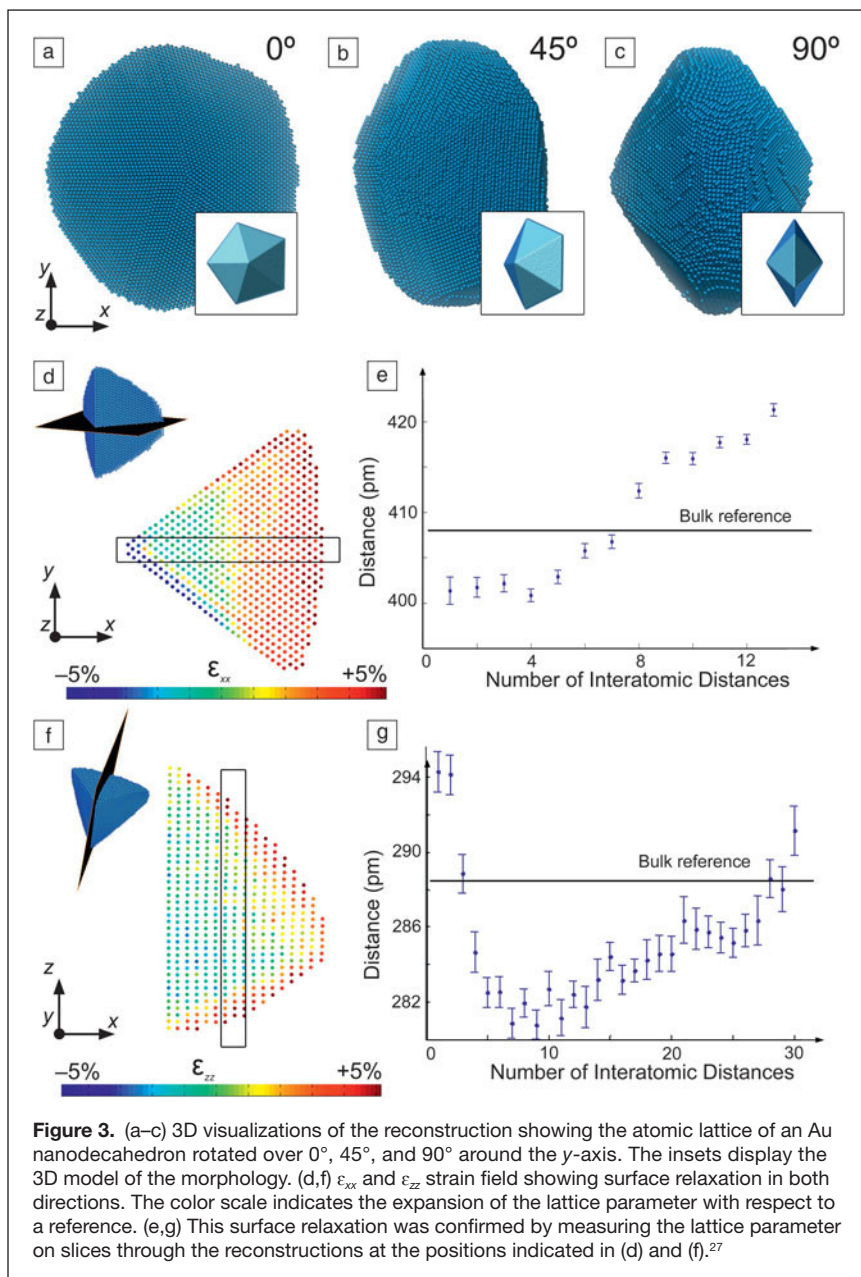 a
0º
b
45º
c
90º
y
z
x
d
y
z
x
–5%
εxx
+5%
e
Distance (pm)
420
410
400
Bulk reference
0
4
8
12
Number of Interatomic Distances
f
z
y
x
–5%
εzz
+5%
g
Distance (pm)
294
290
286
282
Bulk reference
0
10
20
30
Number of Interatomic Distances
Figure 3. (a–c) 3D visualizations of the reconstruction showing the atomic lattice of an Au
nanodecahedron rotated over 0°, 45°, and 90° around the y-axis. The insets display the
3D model of the morphology. (d,f) εxx and εzz strain field showing surface relaxation in both
directions. The color scale indicates the expansion of the lattice parameter with respect to
a reference. (e,g) This surface relaxation was confirmed by measuring the lattice parameter
on slices through the reconstructions at the positions indicated in (d) and (f).27